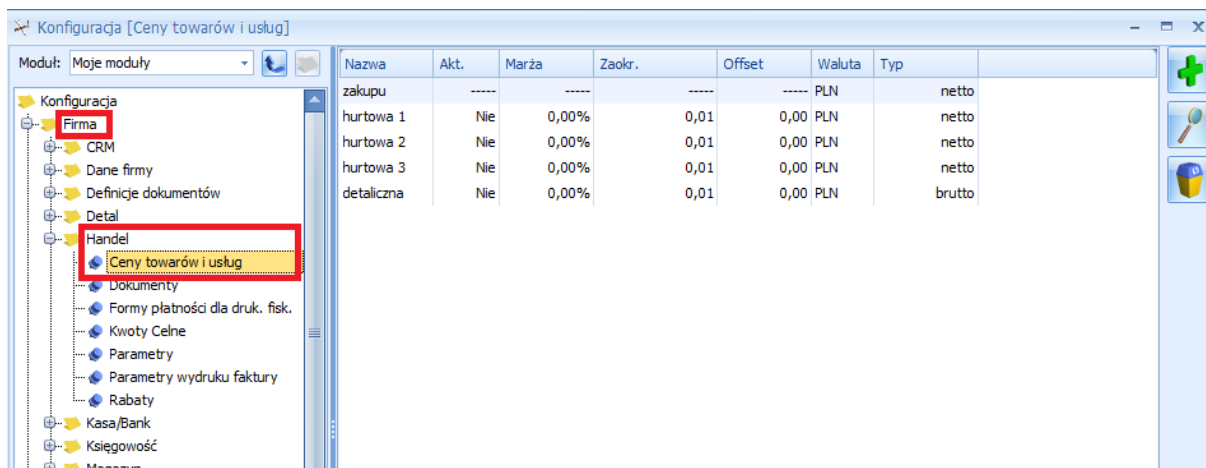 Konfiguracja [Ceny towarów i usług]
Moduł: Moje moduły
Konfiguracja
Firma
CRM
Dane firmy
Definicje dokumentów
Detal
Handel
Ceny towarów i usług
Dokumenty
Formy płatności dla druk. fisk.
Kwoty Celne
Parametry
Parametry wydruku faktury
Rabaty
Kasa/Bank
Księgowość
Magazyn
Nazwa Akt. Marża Zaokr. Offset Waluta Typ
zakupu ----- ----- ----- ----- PLN netto
hurtowa 1 Nie 0,00% 0,01 0,00 PLN netto
hurtowa 2 Nie 0,00% 0,01 0,00 PLN netto
hurtowa 3 Nie 0,00% 0,01 0,00 PLN netto
detaliczna Nie 0,00% 0,01 0,00 PLN brutto